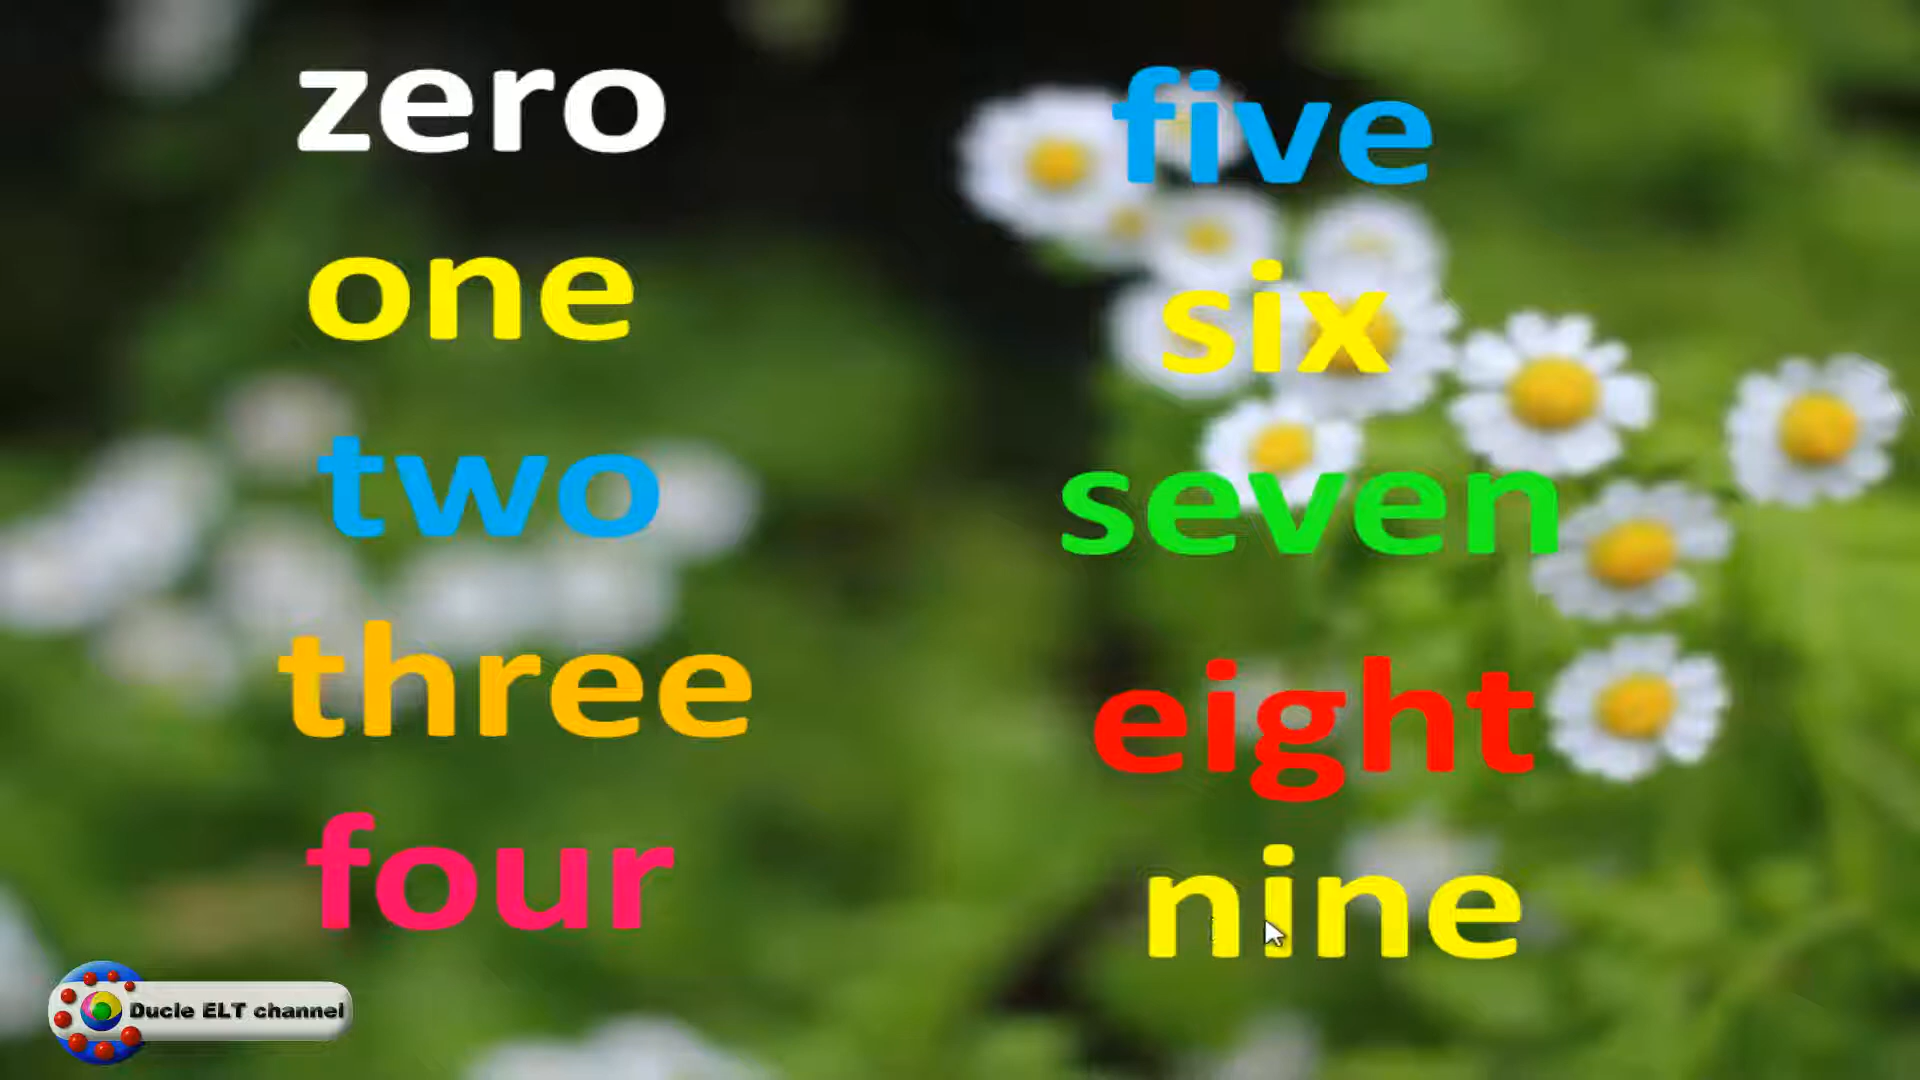 zero
one
two
three
four
five
six
seven
eight
nine
Ducle ELT channel